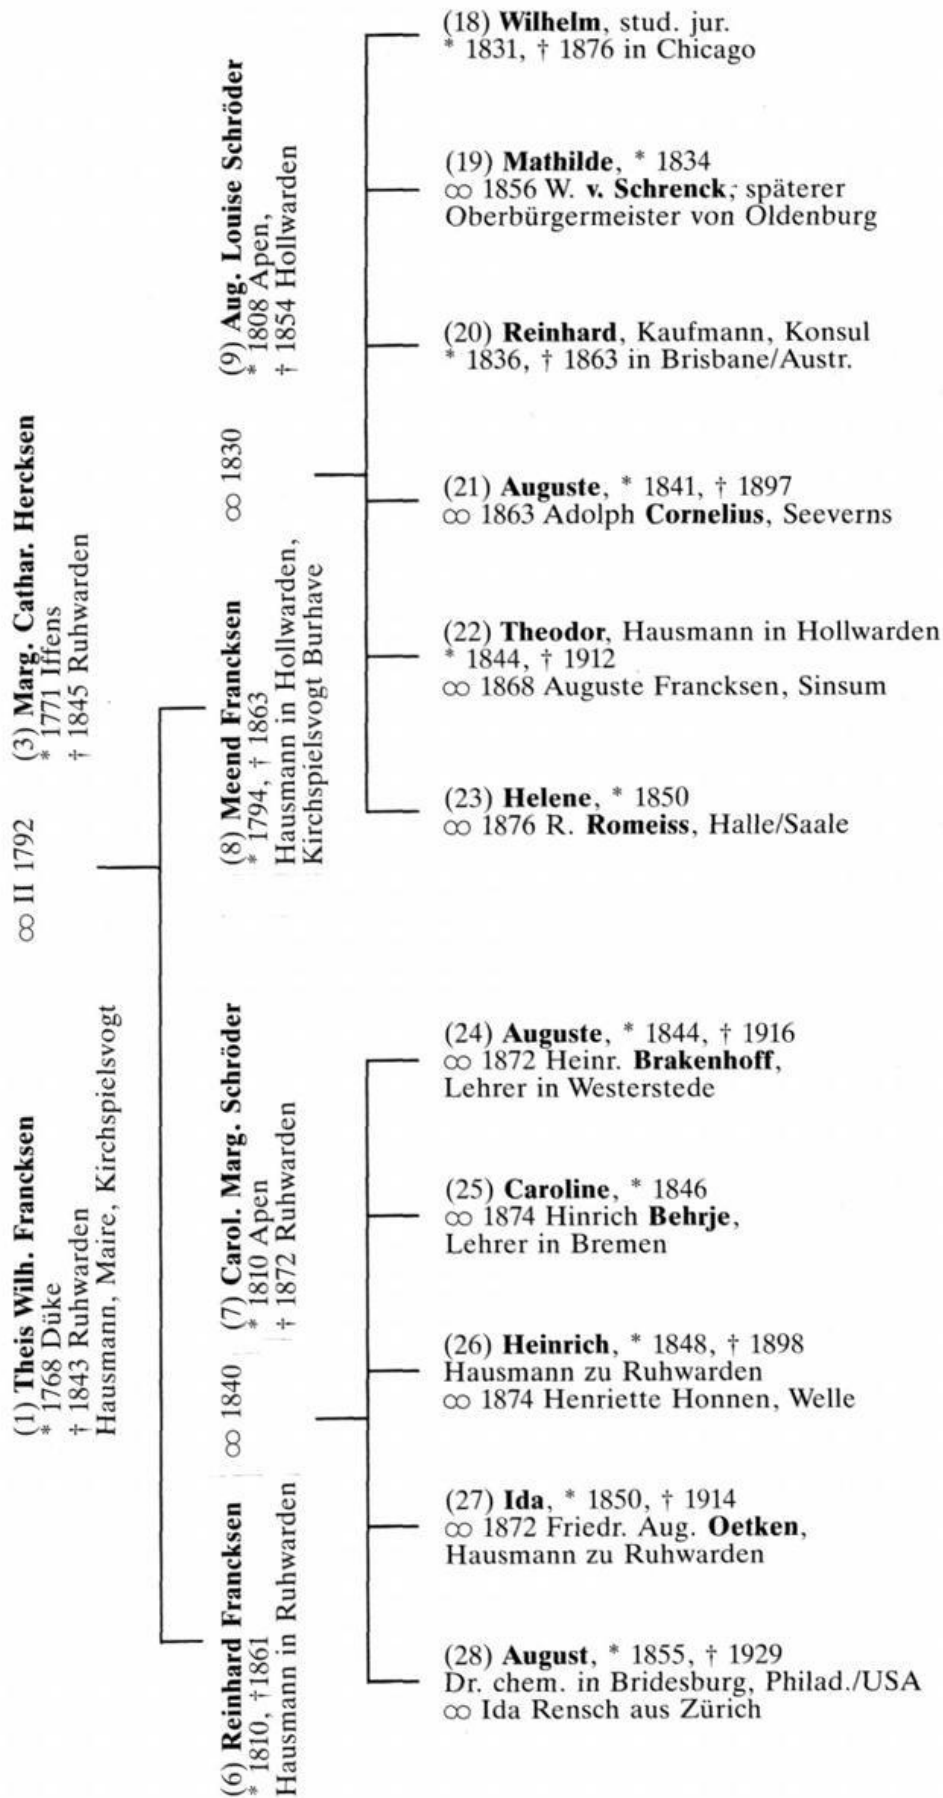 (1) Theis Wilh. Francksen
* 1768 Düke
† 1843 Ruhwarden
Hausmann, Maire, Kirchspielsvogt
∞ II 1792
(3) Marg. Cathar. Hercksen
* 1771 Iffens
† 1845 Ruhwarden
(8) Meend Francksen
* 1794, † 1863
Hausmann in Hollwarden,
Kirchspielsvogt Burhave
∞ 1830
(9) Aug. Louise Schröder
* 1808 Apen,
† 1854 Hollwarden
(18) Wilhelm, stud. jur.
* 1831, † 1876 in Chicago
(19) Mathilde, * 1834
∞ 1856 W. v. Schrenck, späterer
Oberbürgermeister von Oldenburg
(20) Reinhard, Kaufmann, Konsul
* 1836, † 1863 in Brisbane/Austr.
(21) Auguste, * 1841, † 1897
∞ 1863 Adolph Cornelius, Seeverns
(22) Theodor, Hausmann in Hollwarden
* 1844, † 1912
∞ 1868 Auguste Francksen, Sinsum
(23) Helene, * 1850
∞ 1876 R. Romeiss, Halle/Saale
(6) Reinhard Francksen
* 1810, †1861
Hausmann in Ruhwarden
∞ 1840
(7) Carol. Marg. Schröder
* 1810 Apen
† 1872 Ruhwarden
(24) Auguste, * 1844, † 1916
∞ 1872 Heinr. Brakenhoff,
Lehrer in Westerstede
(25) Caroline, * 1846
∞ 1874 Hinrich Behrje,
Lehrer in Bremen
(26) Heinrich, * 1848, † 1898
Hausmann zu Ruhwarden
∞ 1874 Henriette Honnen, Welle
(27) Ida, * 1850, † 1914
∞ 1872 Friedr. Aug. Oetken,
Hausmann zu Ruhwarden
(28) August, * 1855, † 1929
Dr. chem. in Bridesburg, Philad./USA
∞ Ida Rensch aus Zürich